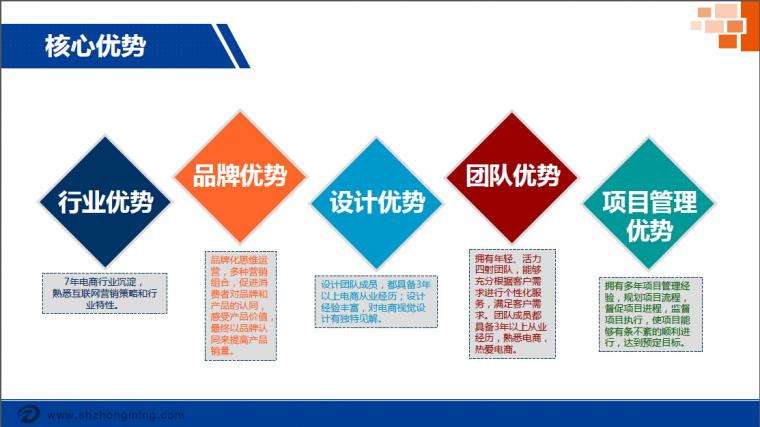 核心优势
行业优势
7年电商行业沉淀，
熟悉互联网营销策略和行
业特性。
品牌优势
品牌化思维运
营，多种营销
组合，促进消
费者对品牌和
产品的认同，
感受产品价值，
最终以品牌认
同来提高产品
销量。
设计优势
设计团队成员，都具备3年
以上电商从业经历；设计
经验丰富，对电商视觉设
计有独特见解。
团队优势
拥有年轻、活力
四射团队，能够
充分根据客户需
求进行个性化服
务，满足客户需
求。团队成员都
具备3年以上从业
经历，熟悉电商，
热爱电商。
项目管理
优势
拥有多年项目管理经
验，规划项目流程，
督促项目进程，监督
项目执行，使项目能
够有条不紊的顺利进
行，达到预定目标。
www.shzhongming.com